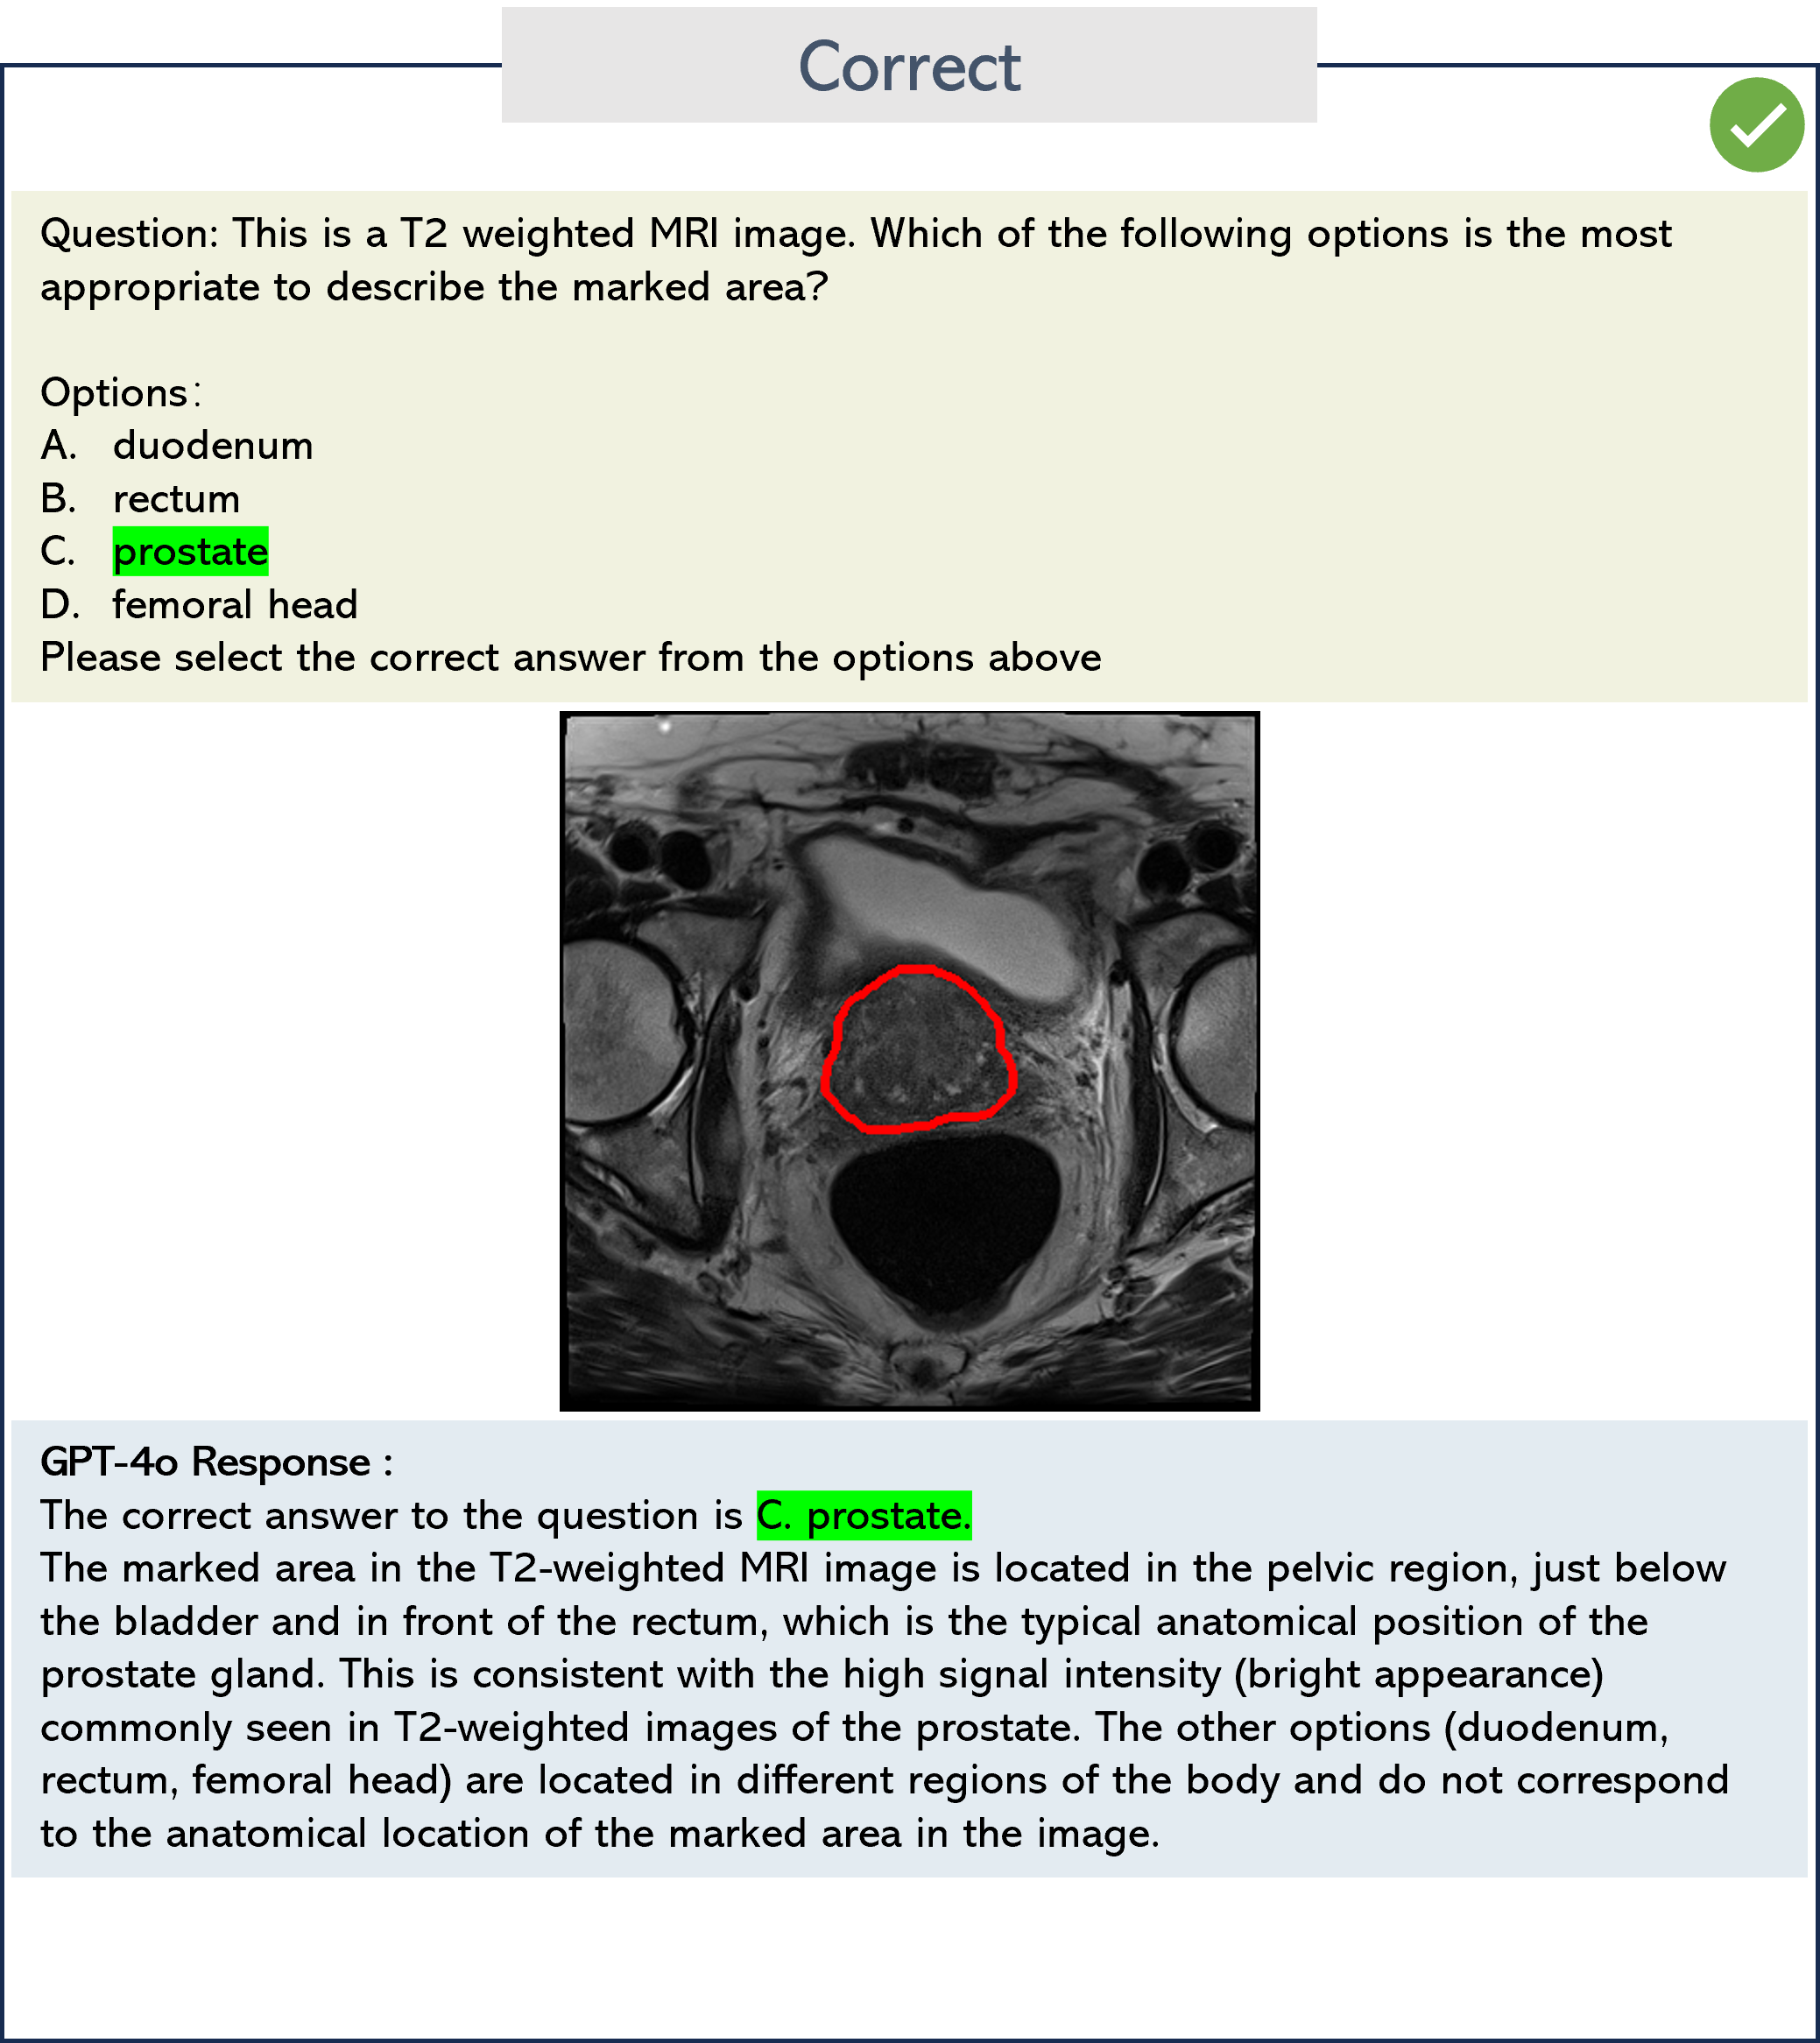 Correct
Question: This is a T2 weighted MRI image. Which of the following options is the most
appropriate to describe the marked area?
Options:
A. duodenum
B. rectum
C. prostate
D. femoral head
Please select the correct answer from the options above
GPT-4o Response :
The correct answer to the question is C. prostate.
The marked area in the T2-weighted MRI image is located in the pelvic region, just below
the bladder and in front of the rectum, which is the typical anatomical position of the
prostate gland. This is consistent with the high signal intensity (bright appearance)
commonly seen in T2-weighted images of the prostate. The other options (duodenum,
rectum, femoral head) are located in different regions of the body and do not correspond
to the anatomical location of the marked area in the image.